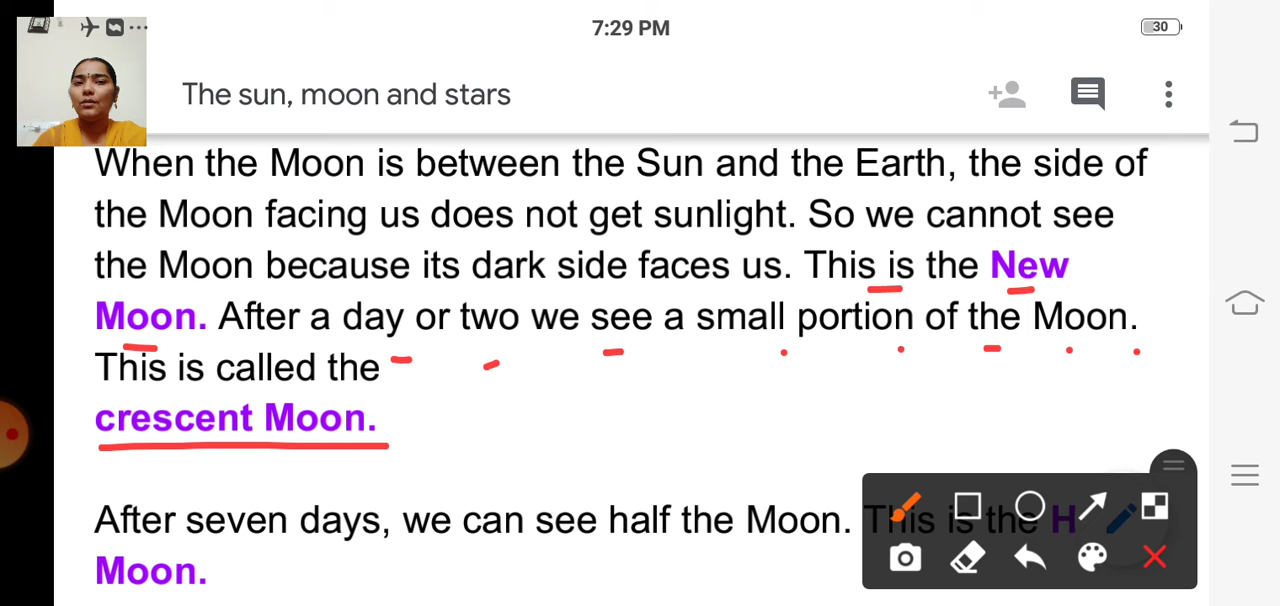 7:29 PM
30
The sun, moon and stars
When the Moon is between the Sun and the Earth, the side of
the Moon facing us does not get sunlight. So we cannot see
the Moon because its dark side faces us. This is the New
Moon. After a day or two we see a small portion of the Moon.
This is called the
crescent Moon.
After seven days, we can see half the Moon. This is the H
Moon.